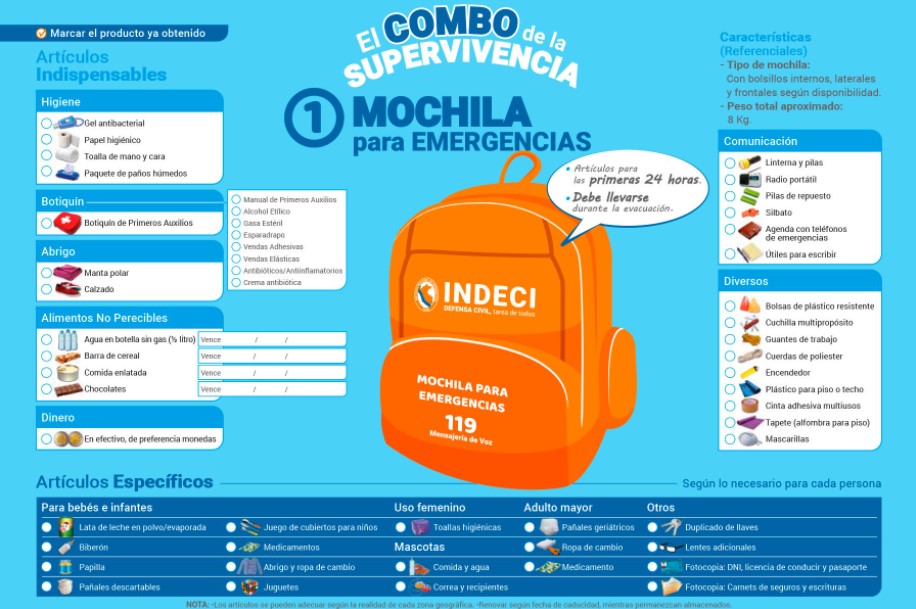 Marcar el producto ya obtenido
El COMBO de la
SUPERVIVENCIA
1 MOCHILA
para EMERGENCIAS
Artículos
Indispensables
Higiene
Gel antibacterial
Papel higiénico
Toalla de mano y cara
Paquete de paños húmedos
Botiquín
Botiquín de Primeros Auxilios
Manual de Primeros Auxilios
Alcohol Etílico
Gasa Estéril
Esparadrapo
Vendas Adhesivas
Vendas Elásticas
Antibióticos/Antiinflamatorios
Crema antibiótica
Abrigo
Manta polar
Calzado
Alimentos No Perecibles
Agua en botella sin gas (½ litro) Vence / /
Barra de cereal Vence / /
Comida enlatada Vence / /
Chocolates Vence / /
Dinero
En efectivo, de preferencia monedas
• Artículos para
las primeras 24 horas.
• Debe llevarse
durante la evacuación.
INDECI
DEFENSA CIVIL, tarea de todos
MOCHILA PARA
EMERGENCIAS
119
Mensajería de Voz
Características
(Referenciales)
- Tipo de mochila:
Con bolsillos internos, laterales
y frontales según disponibilidad.
- Peso total aproximado:
8 Kg.
Comunicación
Linterna y pilas
Radio portátil
Pilas de repuesto
Silbato
Agenda con teléfonos
de emergencias
Útiles para escribir
Diversos
Bolsas de plástico resistente
Cuchilla multipropósito
Guantes de trabajo
Cuerdas de poliester
Encendedor
Plástico para piso o techo
Cinta adhesiva multiusos
Tapete (alfombra para piso)
Mascarillas
Artículos Específicos
Según lo necesario para cada persona
Para bebés e infantes
Lata de leche en polvo/evaporada
Biberón
Papilla
Pañales descartables
Juego de cubiertos para niños
Medicamentos
Abrigo y ropa de cambio
Juguetes
Uso femenino
Toallas higiénicas
Mascotas
Comida y agua
Correa y recipientes
Adulto mayor
Pañales geriátricos
Ropa de cambio
Medicamento
Otros
Duplicado de llaves
Lentes adicionales
Fotocopia: DNI, licencia de conducir y pasaporte
Fotocopia: Carnets de seguros y escrituras
NOTA: -Los artículos se pueden adecuar según la realidad de cada zona geográfica. -Renovar según fecha de caducidad, mientras permanezcan almacenados.